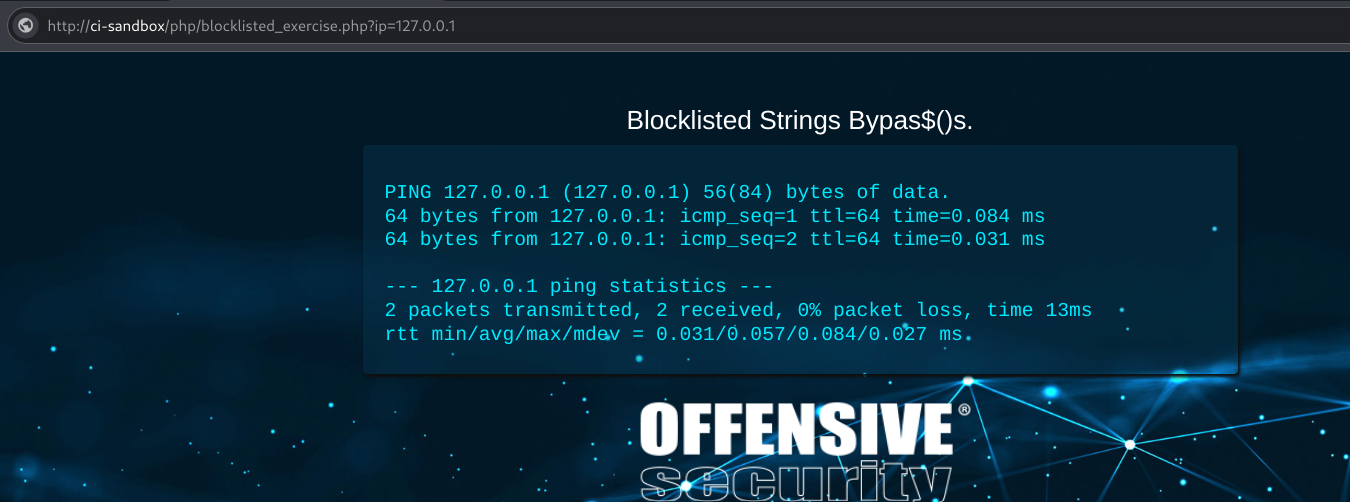 http://ci-sandbox/php/blocklisted_exercise.php?ip=127.0.0.1
Blocklisted Strings Bypas$()s.
PING 127.0.0.1 (127.0.0.1) 56(84) bytes of data.
64 bytes from 127.0.0.1: icmp_seq=1 ttl=64 time=0.084 ms
64 bytes from 127.0.0.1: icmp_seq=2 ttl=64 time=0.031 ms
--- 127.0.0.1 ping statistics ---
2 packets transmitted, 2 received, 0% packet loss, time 13ms
rtt min/avg/max/mdev = 0.031/0.057/0.084/0.027 ms
OFFENSIVE®
security